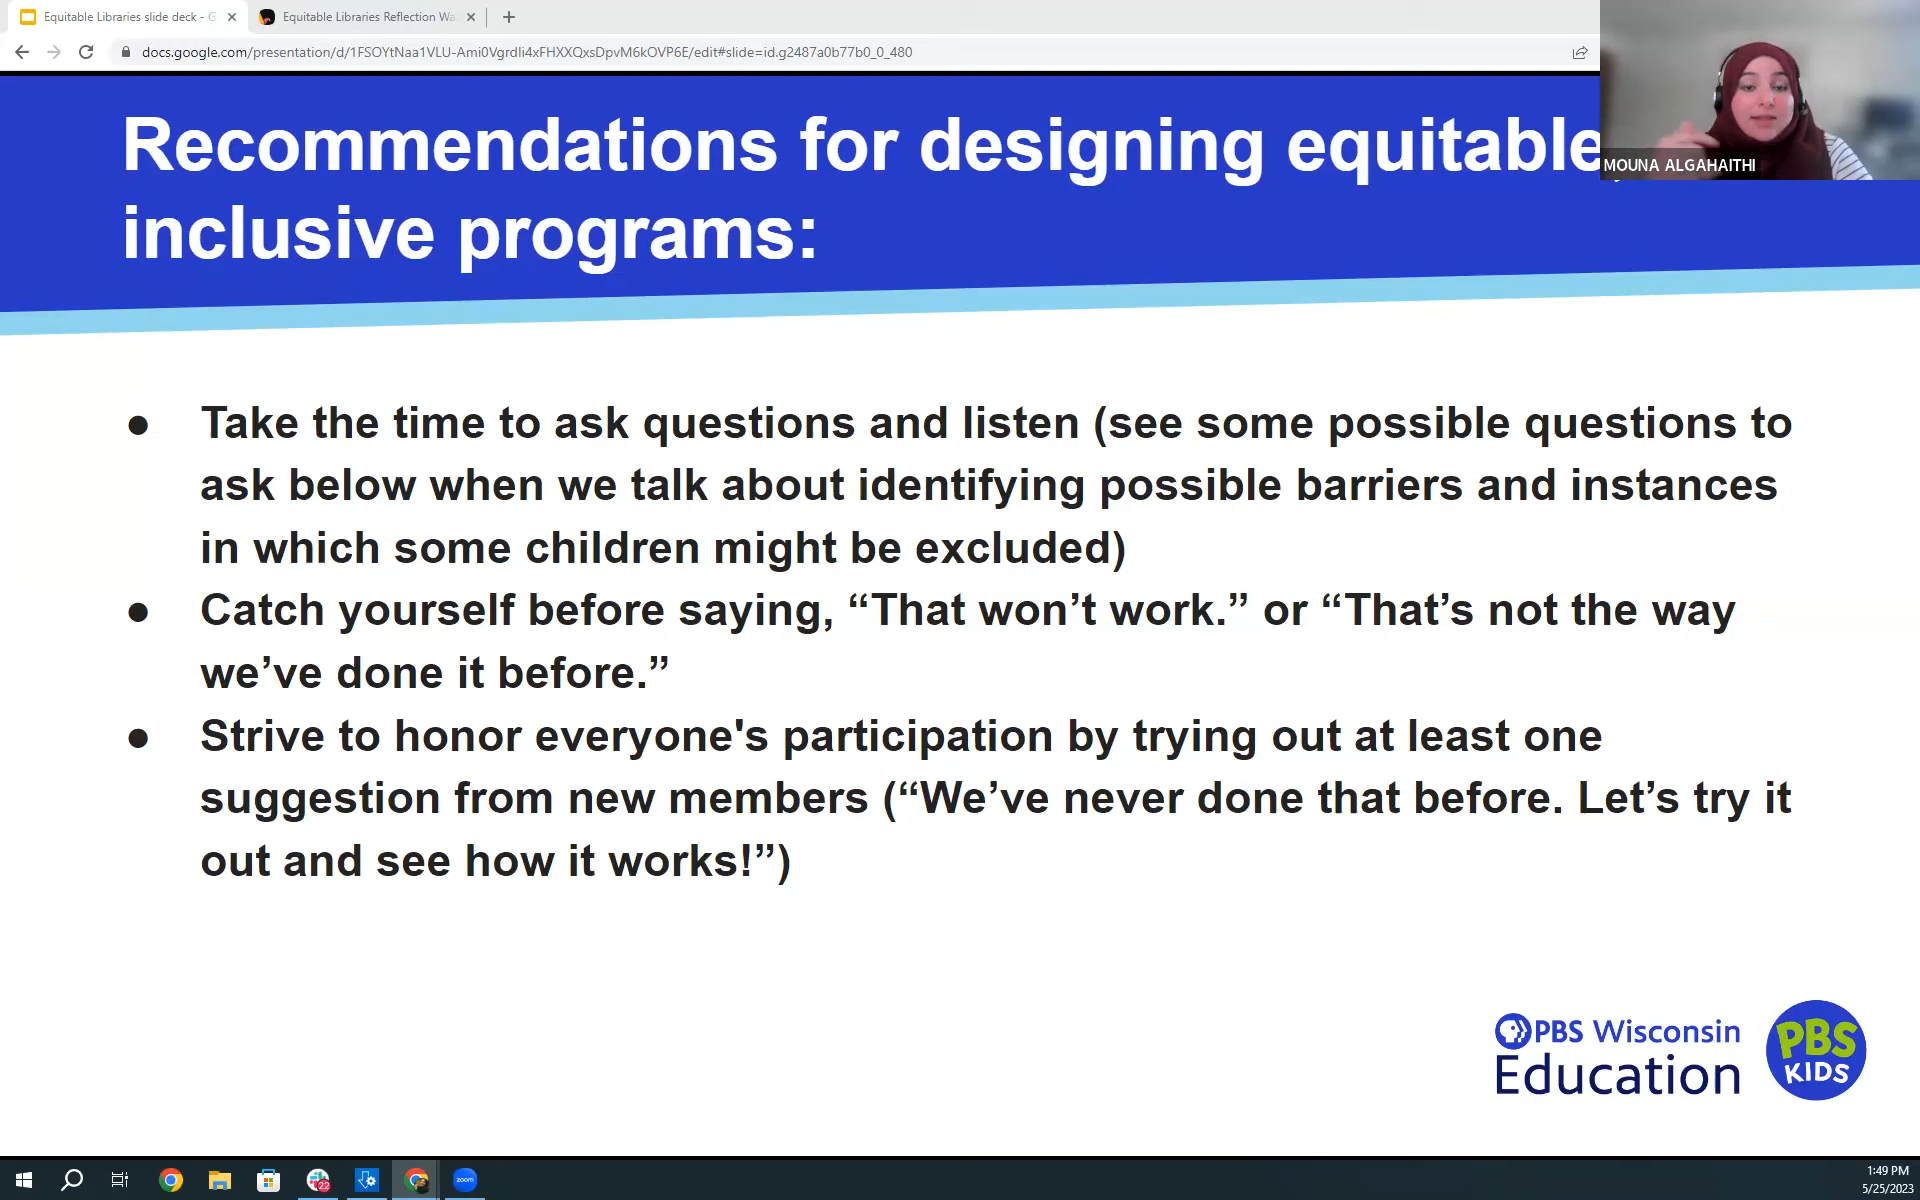 Equitable Libraries slide deck - G
Equitable Libraries Reflection Wa
docs.google.com/presentation/d/1FSOYtNaa1VLU-Ami0Vgrdli4xFHXXQxsDpvM6kOVP6E/edit#slide=id.g2487a0b77b0_0_480
MOUNA ALGAHAITHI
Recommendations for designing equitable,
inclusive programs:
● Take the time to ask questions and listen (see some possible questions to
ask below when we talk about identifying possible barriers and instances
in which some children might be excluded)
● Catch yourself before saying, “That won’t work.” or “That’s not the way
we’ve done it before.”
● Strive to honor everyone's participation by trying out at least one
suggestion from new members (“We’ve never done that before. Let’s try it
out and see how it works!”)
PBS Wisconsin
Education
PBS
KIDS
22
zoom
1:49 PM
5/25/2023